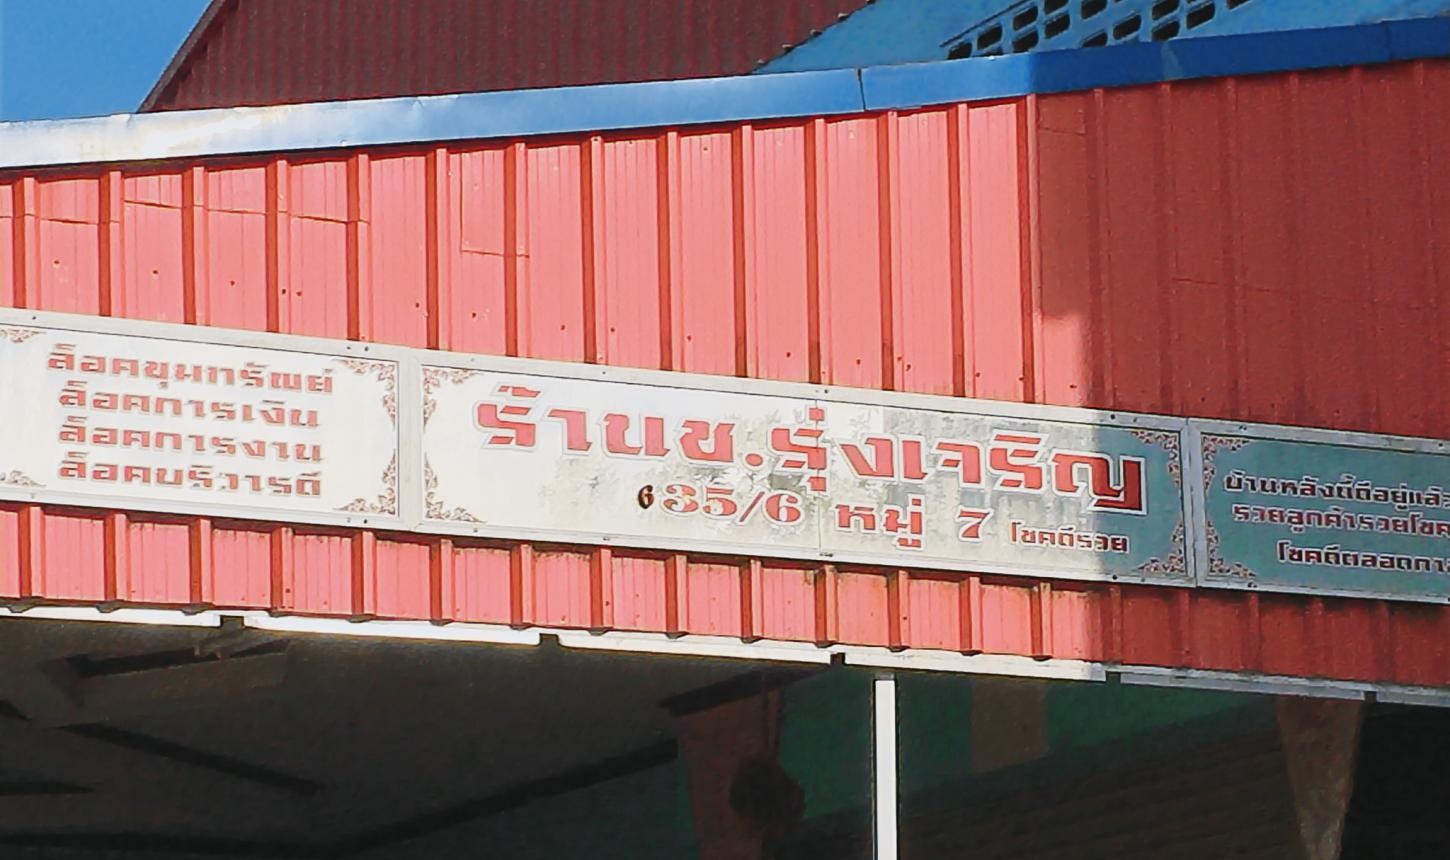 ล็อคขุมทรัพย์
ล็อคการเงิน
ล็อคการงาน
ล็อคบริวารดี
ร้านช.รุ่งเจริญ
635/6 หมู่ 7 โชคดีรวย
บ้านหลังนี้ดีอยู่แล้ว
รวยลูกค้ารวยโชค
โชคดีตลอดกา